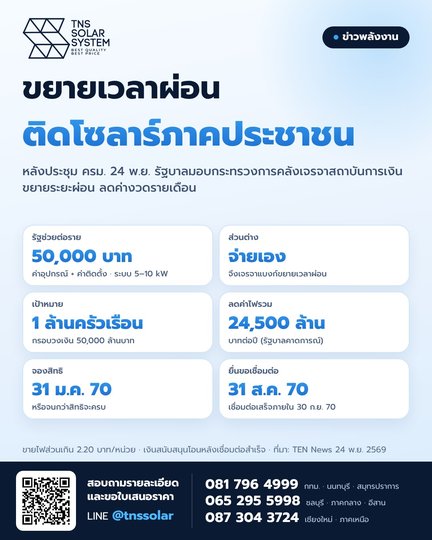 TNS
SOLAR
SYSTEM
BEST QUALITY
BEST PRICE
ข่าวพลังงาน
ขยายเวลาผ่อน
ติดโซลาร์ภาคประชาชน
หลังประชุม ครม. 24 พ.ย. รัฐบาลมอบกระทรวงการคลังเจรจาสถาบันการเงิน
ขยายระยะผ่อน ลดค่างวดรายเดือน
รัฐช่วยต่อราย
50,000 บาท
ค่าอุปกรณ์ + ค่าติดตั้ง · ระบบ 5–10 kW
ส่วนต่าง
จ่ายเอง
จึงเจรจาแบงก์ขยายเวลาผ่อน
เป้าหมาย
1 ล้านครัวเรือน
กรอบวงเงิน 50,000 ล้านบาท
ลดค่าไฟรวม
24,500 ล้าน
บาทต่อปี (รัฐบาลคาดการณ์)
จองสิทธิ
31 ม.ค. 70
หรือจนกว่าสิทธิจะครบ
ยื่นขอเชื่อมต่อ
31 ส.ค. 70
เชื่อมต่อเสร็จภายใน 30 ก.ย. 70
ขายไฟส่วนเกิน 2.20 บาท/หน่วย · เงินสนับสนุนโอนหลังเชื่อมต่อสำเร็จ · ที่มา: TEN News 24 พ.ย. 2569
สอบถามรายละเอียด
และขอใบเสนอราคา
LINE @tnssolar
081 796 4999 กทม. · นนทบุรี · สมุทรปราการ
065 295 5998 ชลบุรี · ภาคกลาง · อีสาน
087 304 3724 เชียงใหม่ · ภาคเหนือ